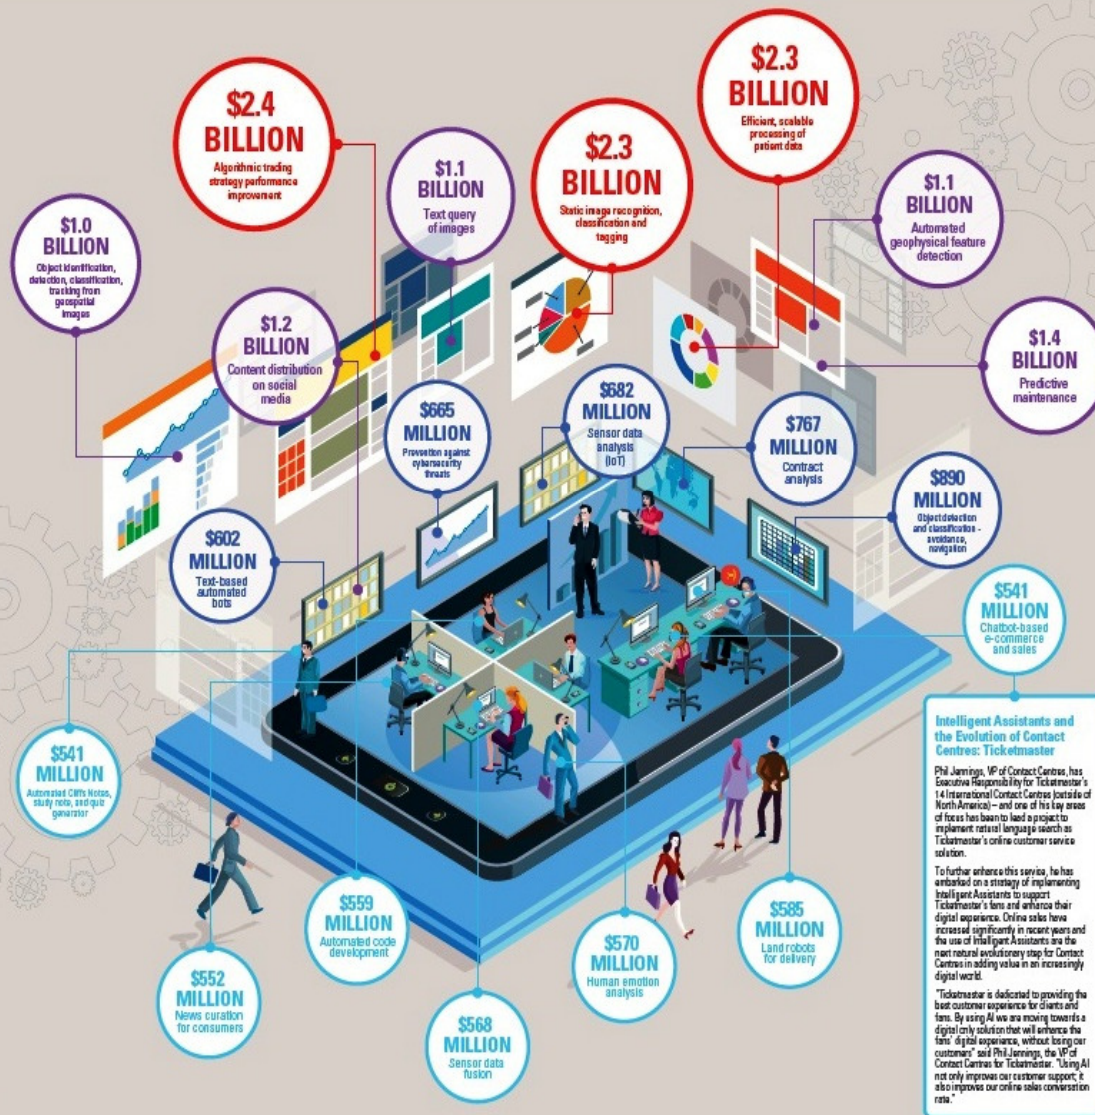 $2.4
BILLION
Algorithmic trading
strategy performance
improvement
$2.3
BILLION
Efficient, scalable
processing of
patient data
$1.1
BILLION
Text query
of images
$2.3
BILLION
Static image recognition,
classification and
tagging
$1.1
BILLION
Automated
geophysical feature
detection
$1.0
BILLION
Object identification,
detection, classification,
tracking from
geospatial
images
$1.2
BILLION
Content distribution
on social
media
$1.4
BILLION
Predictive
maintenance
$665
MILLION
Prevention against
cybersecurity
threats
$682
MILLION
Sensor data
analysis
(IoT)
$767
MILLION
Contract
analysis
$890
MILLION
Object detection
and classification -
avoidance,
navigation
$602
MILLION
Text-based
automated
bots
$541
MILLION
Chatbot-based
e-commerce
and sales
$541
MILLION
Automated Cliffs Notes,
study note, and quiz
generator
$559
MILLION
Automated code
development
$585
MILLION
Land robots
for delivery
$552
MILLION
News curation
for consumers
$570
MILLION
Human emotion
analysis
$568
MILLION
Sensor data
fusion
Intelligent Assistants and
the Evolution of Contact
Centres: Ticketmaster
Phil Jennings, VP of Contact Centres, has
Executive Responsibility for Ticketmaster's
14 International Contact Centres (outside of
North America) – and one of his key areas
of focus has been to lead a project to
implement natural language search as
Ticketmaster's online customer service
solution.
To further enhance this service, he has
embarked on a strategy of implementing
Intelligent Assistants to support
Ticketmaster's fans and enhance their
digital experience. Online sales have
increased significantly in recent years and
the use of Intelligent Assistants are the
next natural evolutionary step for Contact
Centres in adding value in an increasingly
digital world.
"Ticketmaster is dedicated to providing the
best customer experience for clients and
fans. By using AI we are moving towards a
digital only solution that will enhance the
fans' digital experience, without losing our
customers" said Phil Jennings, the VP of
Contact Centres for Ticketmaster. "Using AI
not only improves our customer support; it
also improves our online sales conversation
rate."